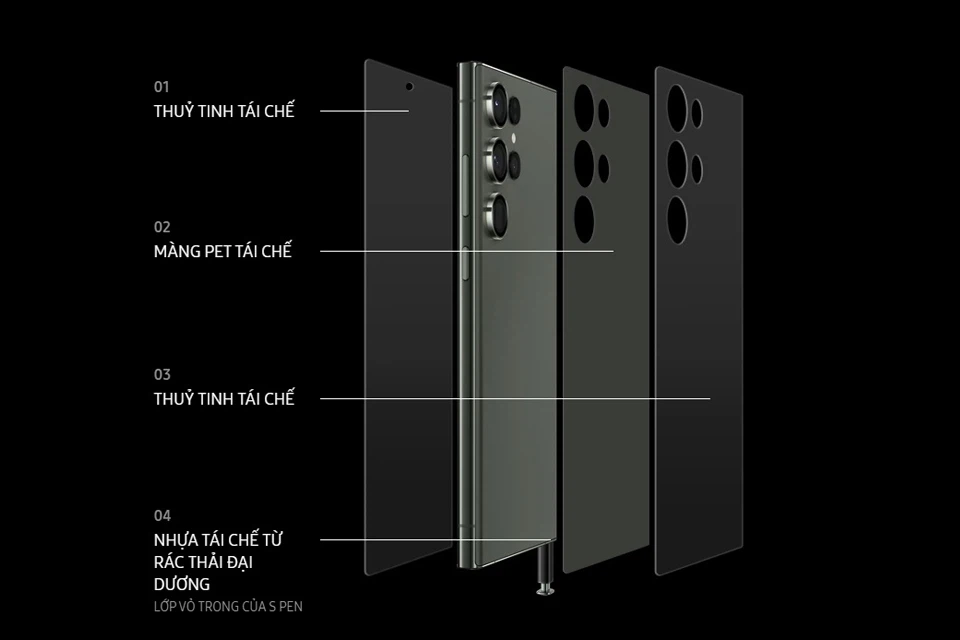 01
THUỶ TINH TÁI CHẾ
02
MÀNG PET TÁI CHẾ
03
THUỶ TINH TÁI CHẾ
04
NHỰA TÁI CHẾ TỪ
RÁC THẢI ĐẠI
DƯƠNG
LỚP VỎ TRONG CỦA S PEN